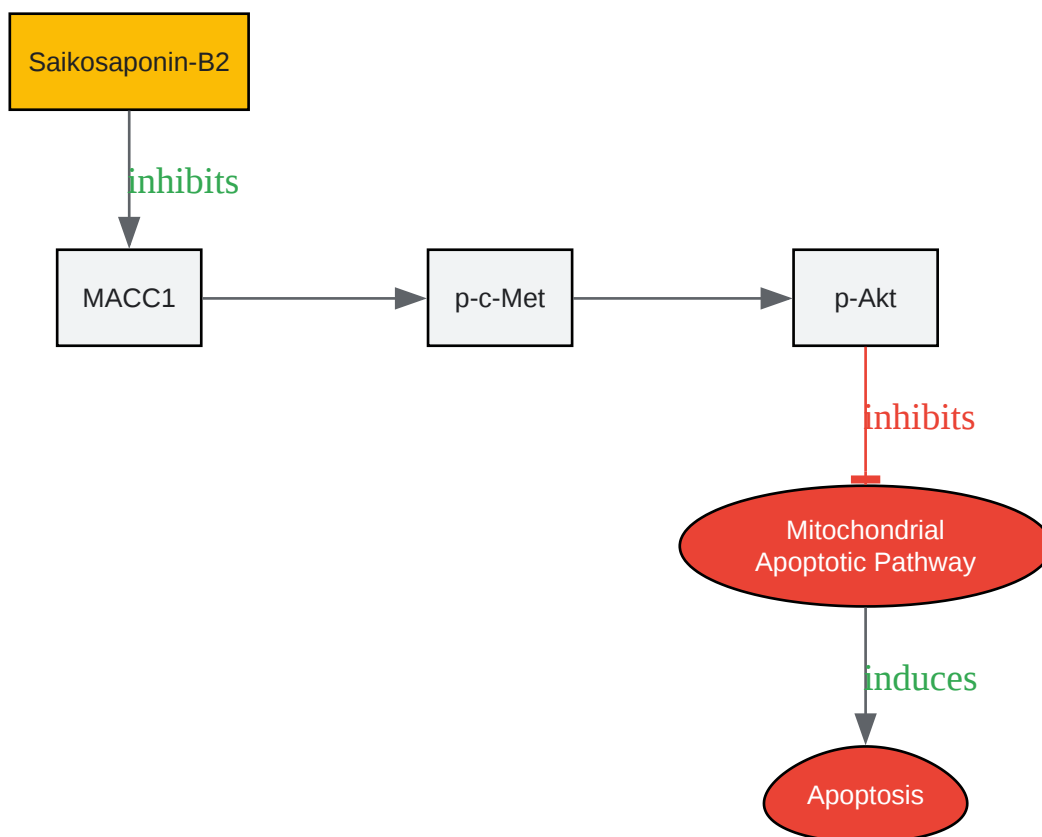 Saikosaponin-B2
inhibits
MACC1
p-c-Met
p-Akt
inhibits
Mitochondrial
Apoptotic Pathway
induces
Apoptosis